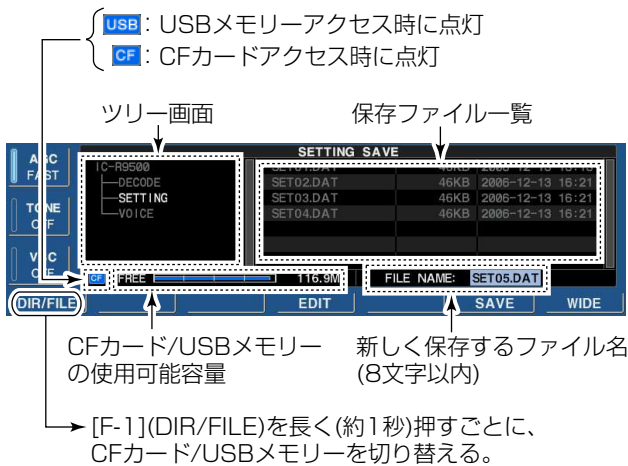 USB：USBメモリーアクセス時に点灯
CF：CFカードアクセス時に点灯
ツリー画面
保存ファイル一覧
SETTING SAVE
AGC
FAST
IC-R9500
DECODE
SETTING
VOICE
SET01.DAT 46KB 2006-12-13
SET02.DAT 46KB 2006-12-13 16:21
SET03.DAT 46KB 2006-12-13 16:21
SET04.DAT 46KB 2006-12-13 16:21
TONE
OFF
OFF
CF FREE 116.9M
FILE NAME: SET05.DAT
DIR/FILE EDIT SAVE WIDE
CFカード/USBメモリー
の使用可能容量
新しく保存するファイル名
(8文字以内)
[F-1](DIR/FILE)を長く(約1秒)押すごとに、
CFカード/USBメモリーを切り替える。